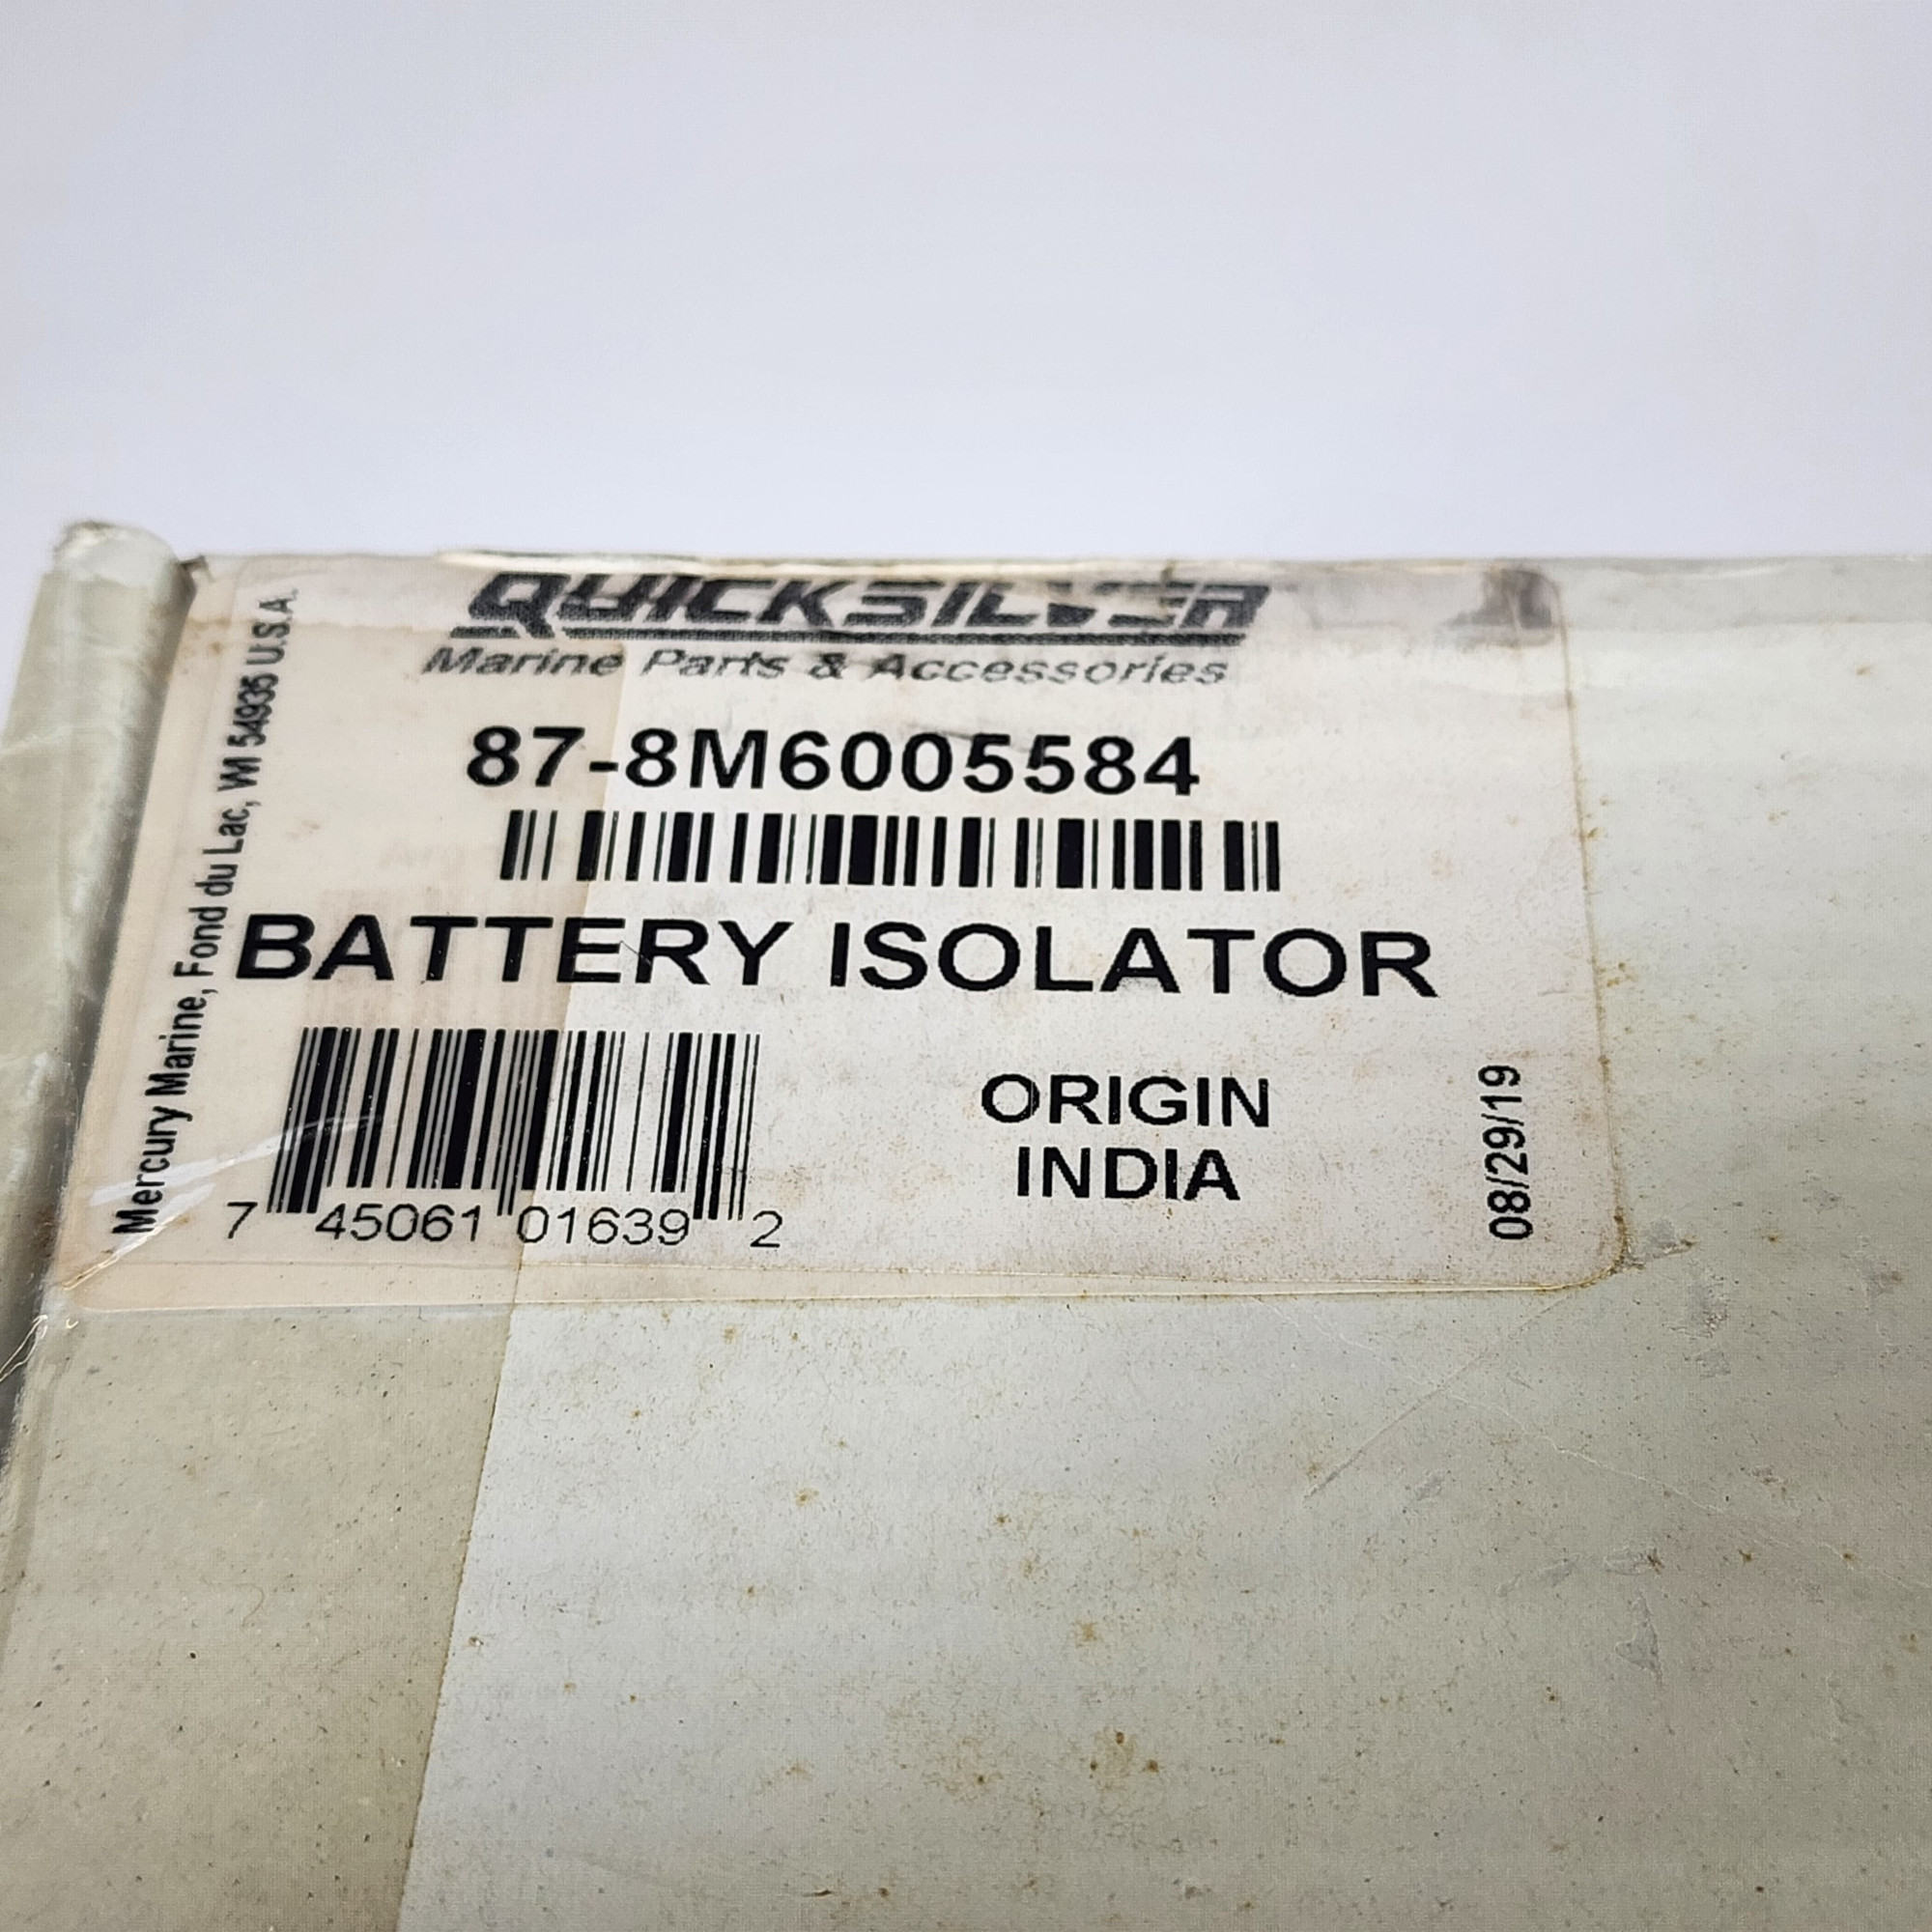 QUICKSILVER
Marine Parts & Accessories
87-8M6005584
BATTERY ISOLATOR
7 45061 01639 2
ORIGIN
INDIA
08/29/19
Mercury Marine, Fond du Lac, WI 54935 U.S.A.